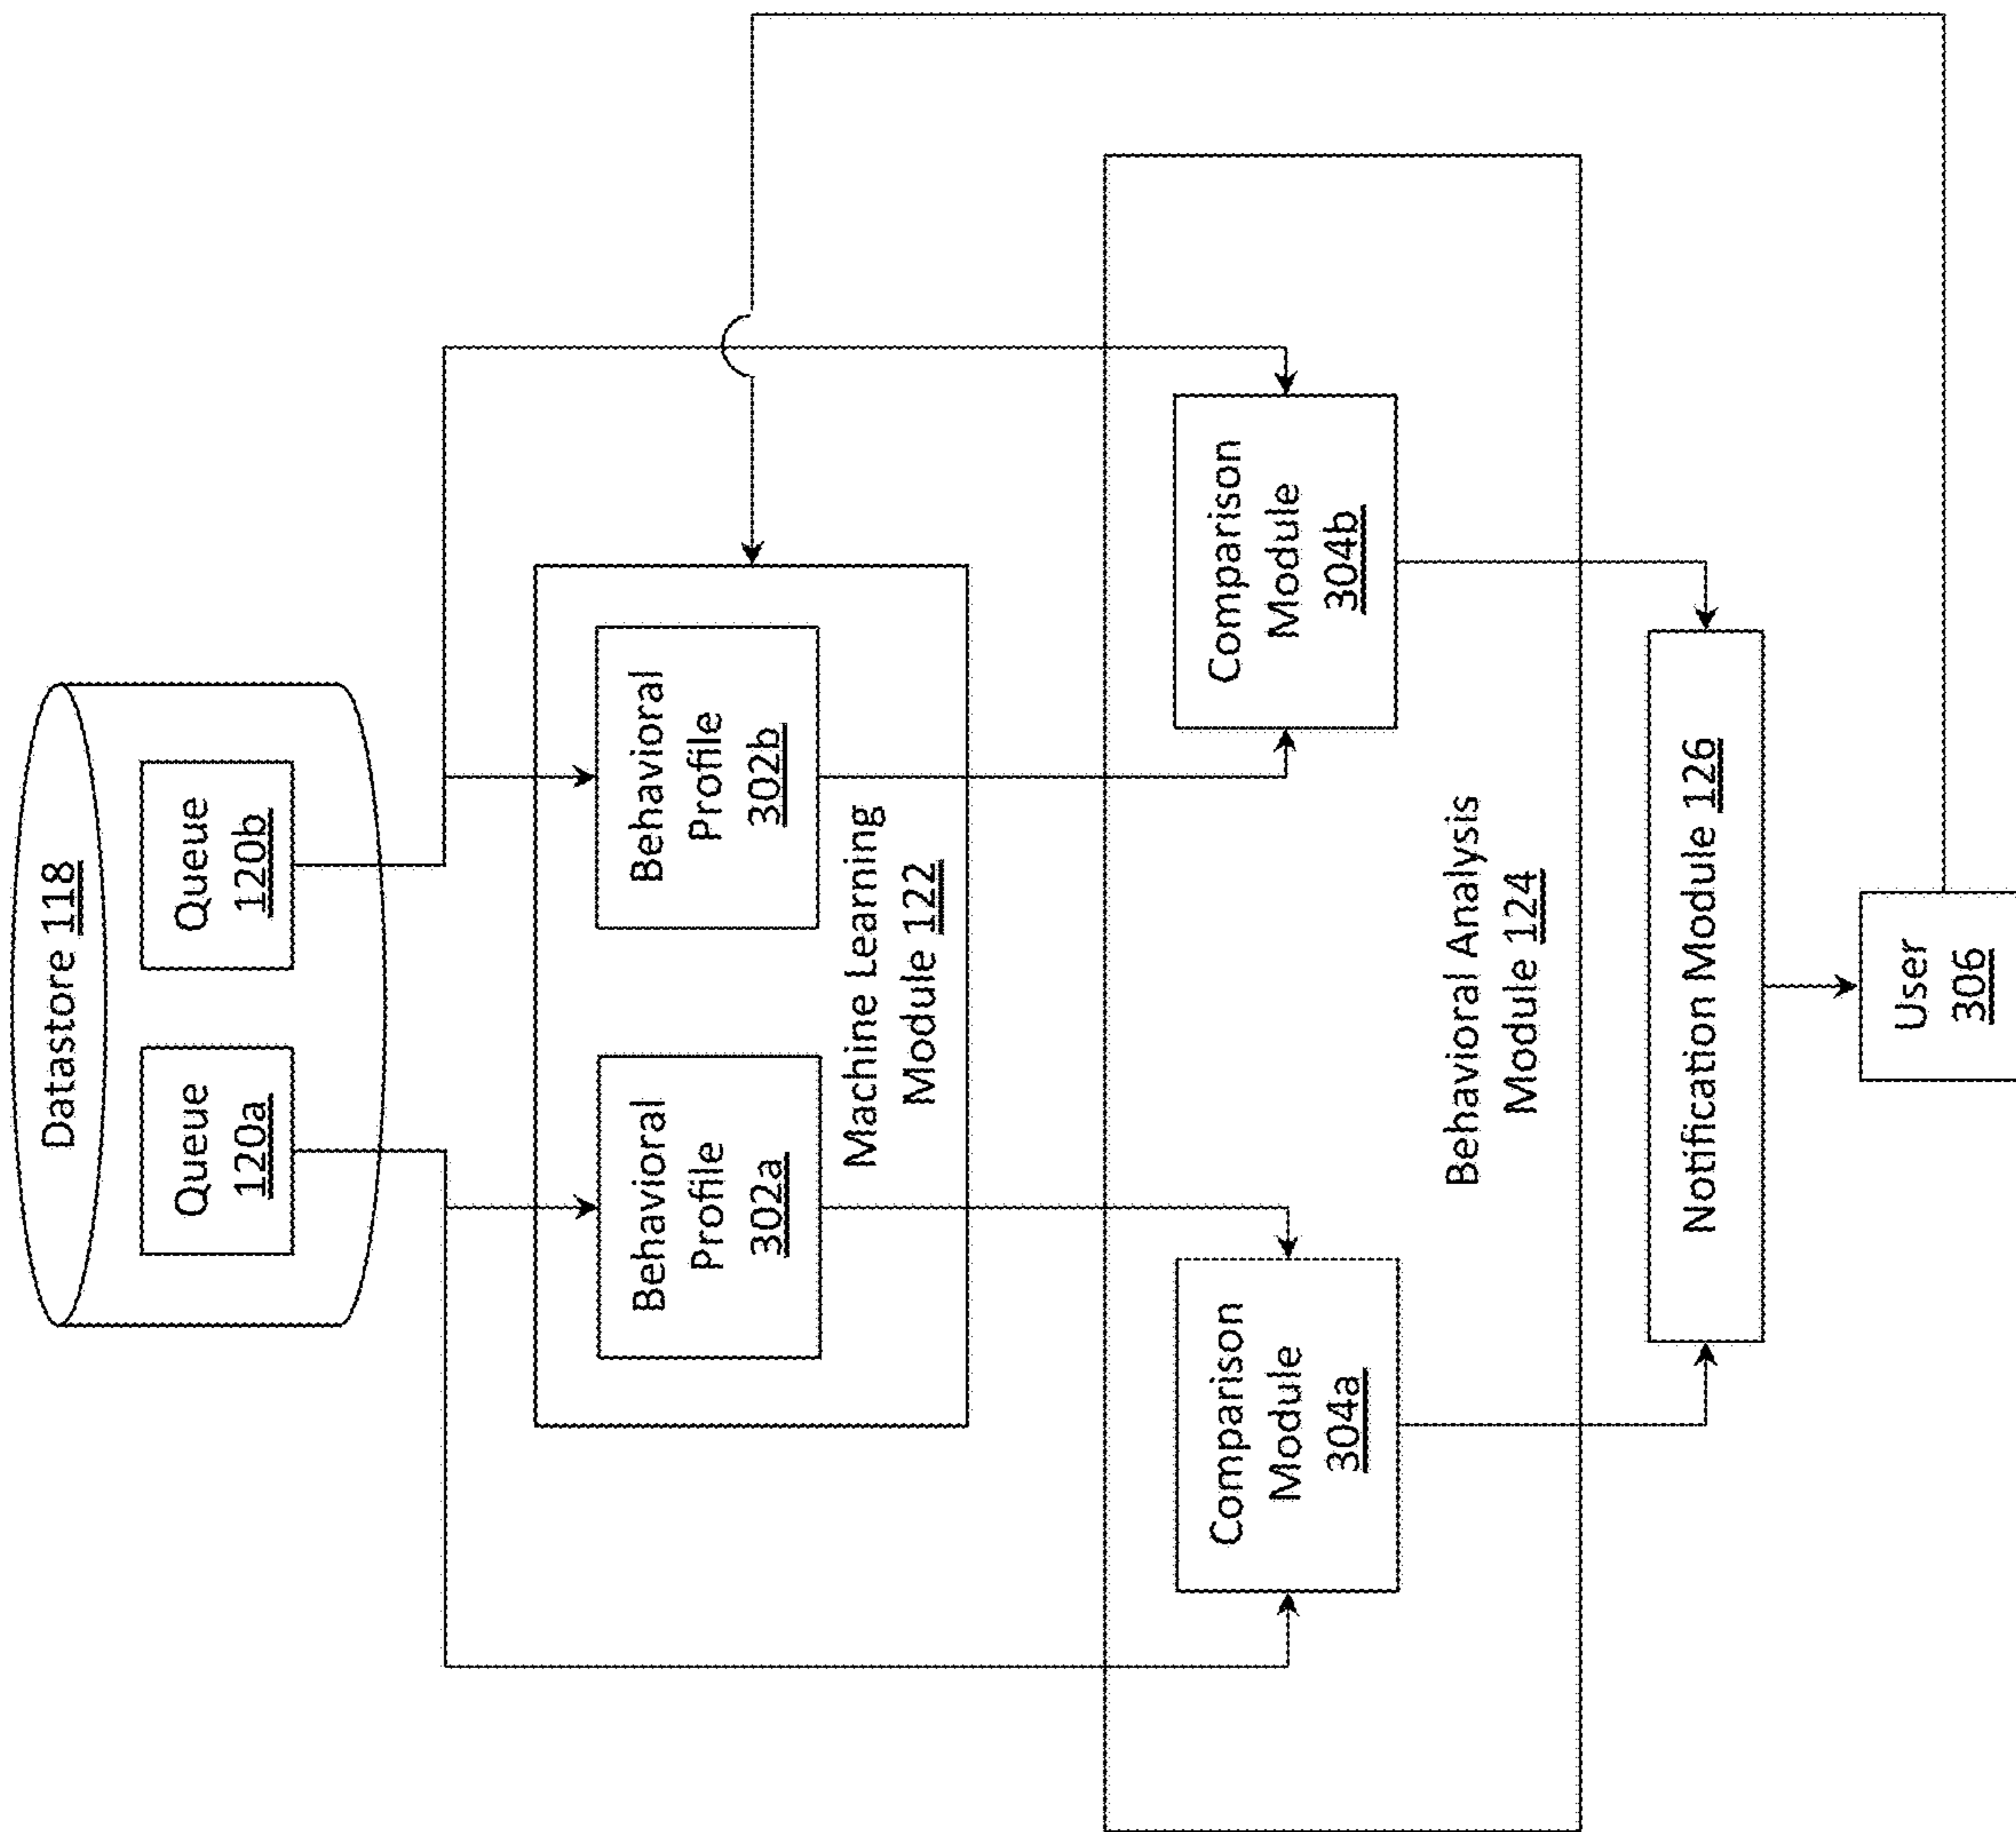 Datastore 118
Queue
120a
Queue
120b
Behavioral
Profile
302a
Behavioral
Profile
302b
Machine Learning
Module 122
Comparison
Module
304a
Comparison
Module
304b
Behavioral Analysis
Module 124
Notification Module 126
User
306